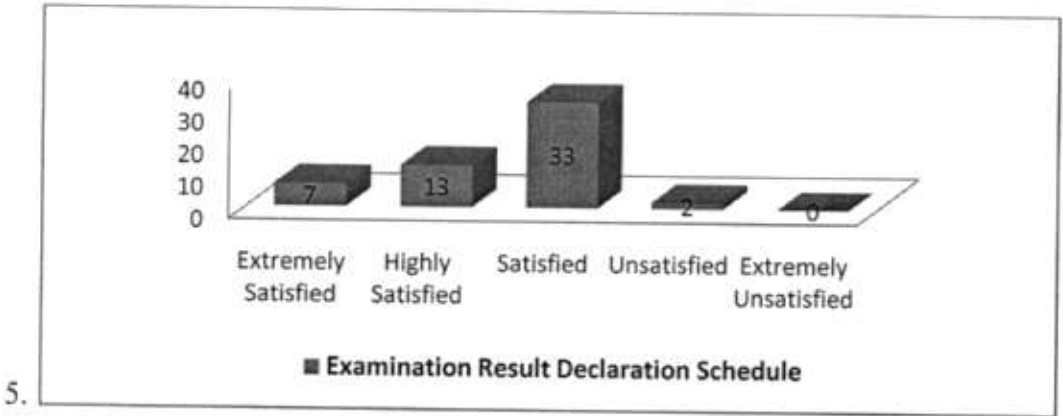 40
30
20
10
0
7
13
33
2
0
Extremely Satisfied
Highly Satisfied
Satisfied
Unsatisfied
Extremely Unsatisfied
Examination Result Declaration Schedule
5.